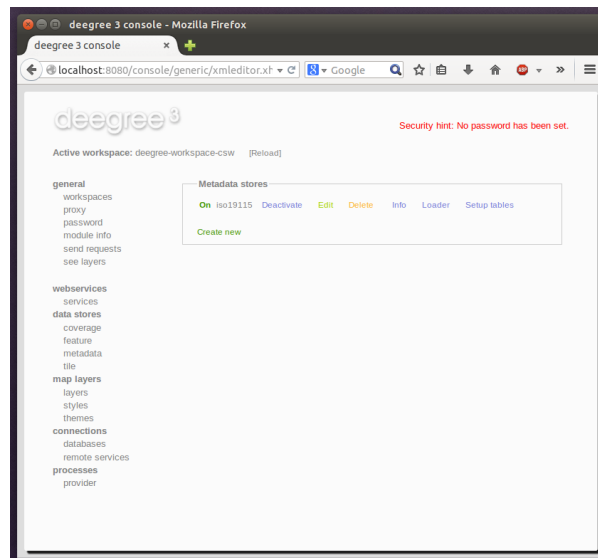 deegree 3 console - Mozilla Firefox
deegree 3 console ×
localhost:8080/console/generic/xmleditor.xh Google
deegree 3
Security hint: No password has been set.
Active workspace: deegree-workspace-csw [Reload]
general
workspaces
proxy
password
module info
send requests
see layers
webservices
services
data stores
coverage
feature
metadata
tile
map layers
layers
styles
themes
connections
databases
remote services
processes
provider
Metadata stores
On iso19115 Deactivate Edit Delete Info Loader Setup tables
Create new